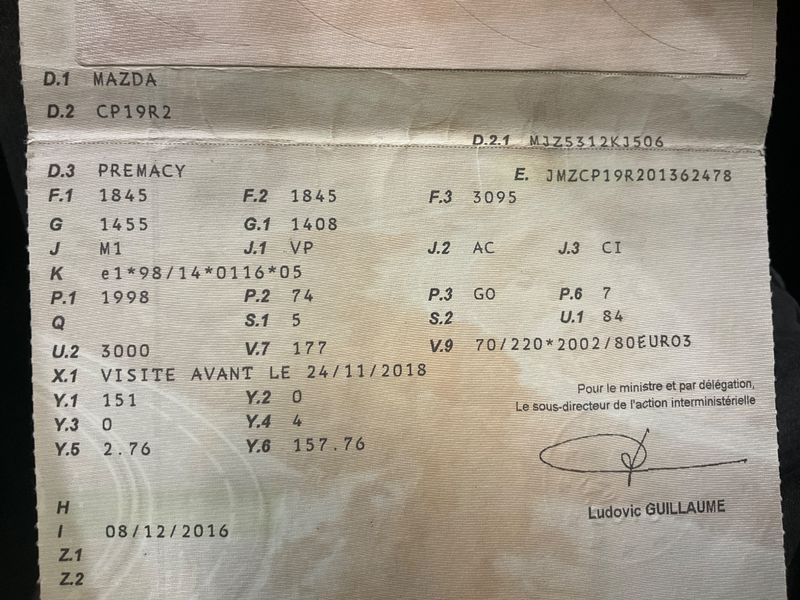 D.1 MAZDA
D.2 CP19R2
D.2.1 MJZ5312KJ506
D.3 PREMACY E. JMZCP19R201362478
F.1 1845 F.2 1845 F.3 3095
G 1455 G.1 1408
J M1 J.1 VP J.2 AC J.3 CI
K e1*98/14*0116*05
P.1 1998 P.2 74 P.3 GO P.6 7
Q S.1 5 S.2 U.1 84
U.2 3000 V.7 177 V.9 70/220*2002/80EURO3
X.1 VISITE AVANT LE 24/11/2018
Y.1 151 Y.2 0
Pour le ministre et par délégation,
Le sous-directeur de l'action interministérielle
Y.3 0 Y.4 4
Y.5 2.76 Y.6 157.76
H
Ludovic GUILLAUME
I 08/12/2016
Z.1
Z.2